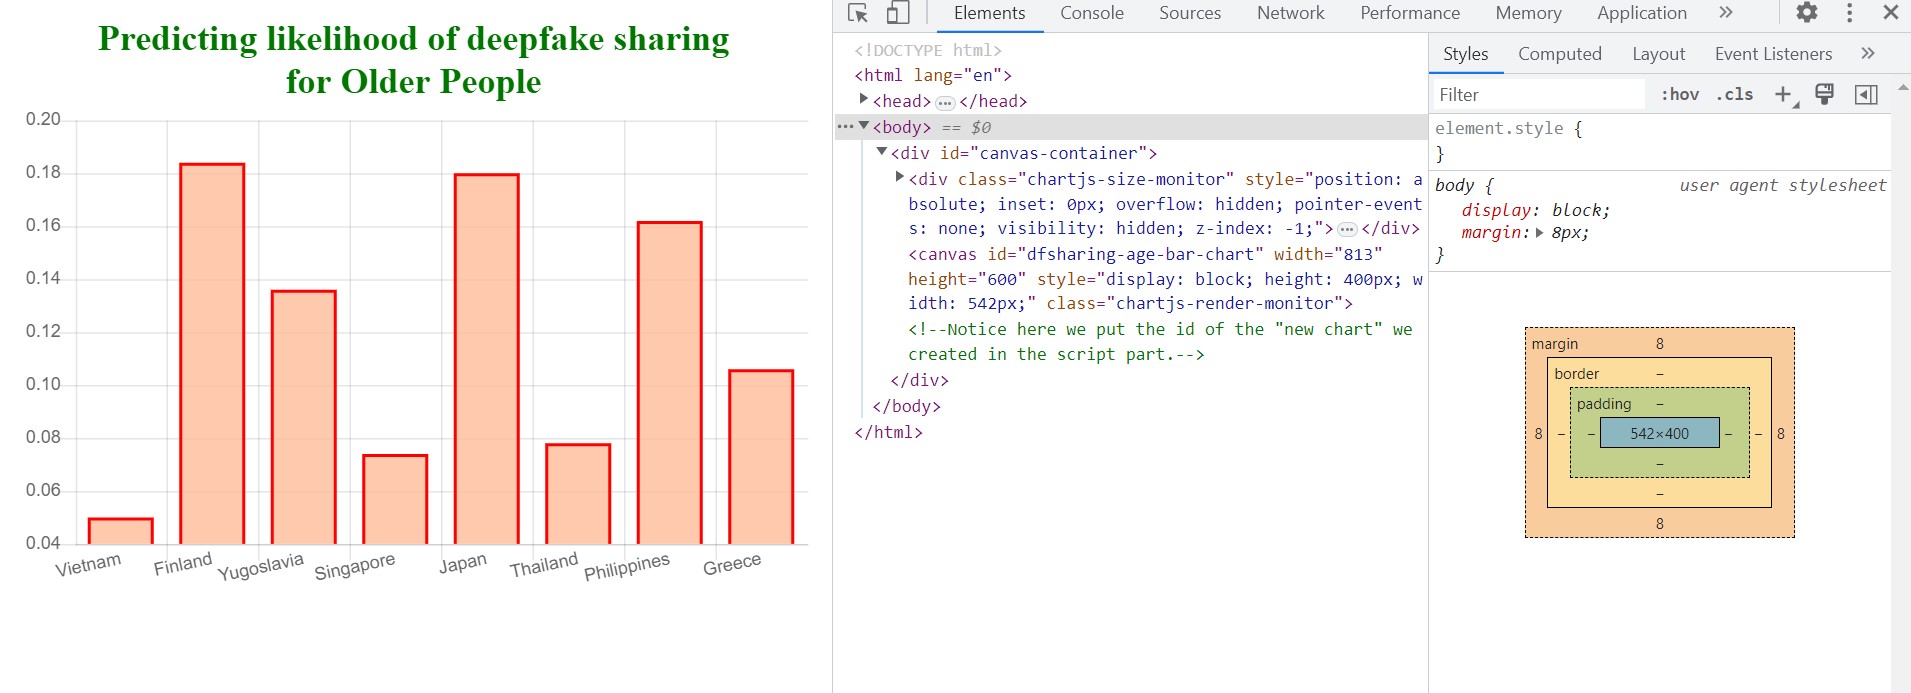 Predicting likelihood of deepfake sharing
for Older People
0.20
0.18
0.16
0.14
0.12
0.10
0.08
0.06
0.04
Vietnam Finland Yugoslavia Singapore Japan Thailand Philippines Greece
Elements Console Sources Network Performance Memory Application »
<!DOCTYPE html>
<html lang="en">
▶<head>…</head>
…▼<body> == $0
▼<div id="canvas-container">
▶<div class="chartjs-size-monitor" style="position: a
bsolute; inset: 0px; overflow: hidden; pointer-event
s: none; visibility: hidden; z-index: -1;">…</div>
<canvas id="dfsharing-age-bar-chart" width="813"
height="600" style="display: block; height: 400px; w
idth: 542px;" class="chartjs-render-monitor">
<!--Notice here we put the id of the "new chart" we
created in the script part.-->
</div>
</body>
</html>
Styles Computed Layout Event Listeners »
Filter :hov .cls +
element.style {
}
body { user agent stylesheet
display: block;
margin:▶ 8px;
}
margin 8
border –
padding –
8 – – 542×400 – – 8
–
–
8